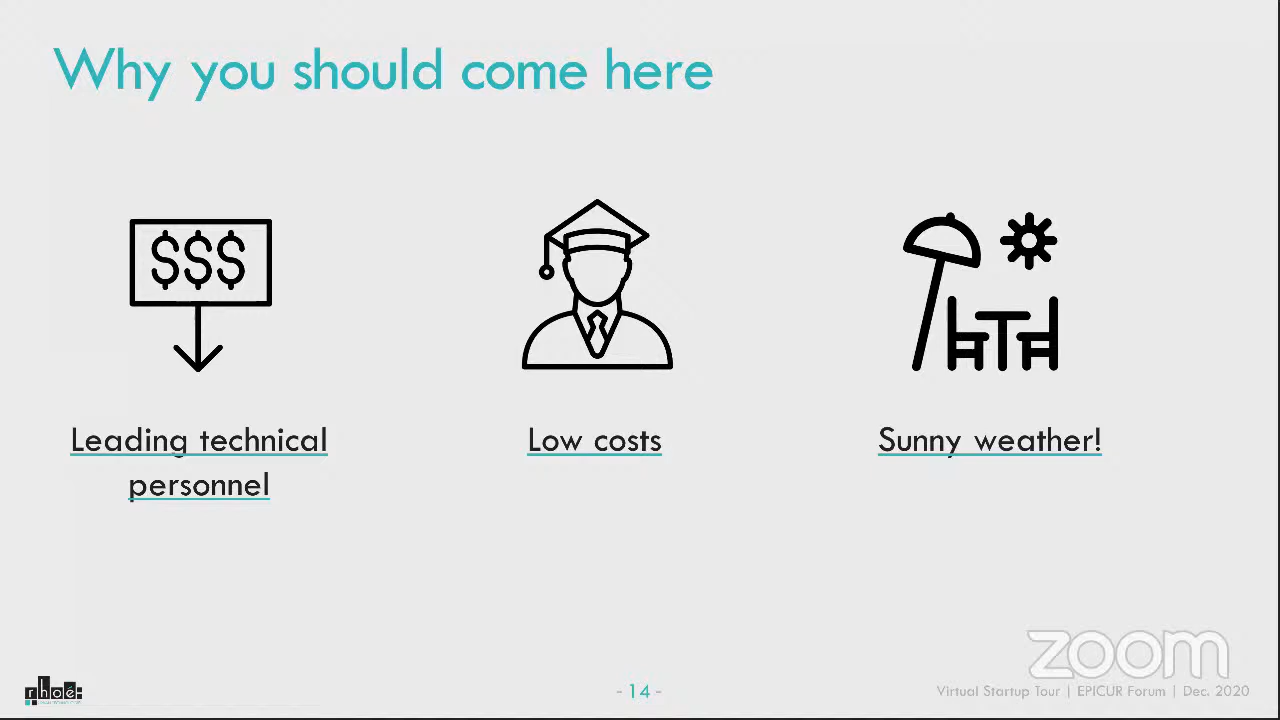 Why you should come here
$$$
Leading technical
personnel
Low costs
Sunny weather!
zoom
rhoé:
- 14 -
Virtual Startup Tour | EPICUR Forum | Dec. 2020